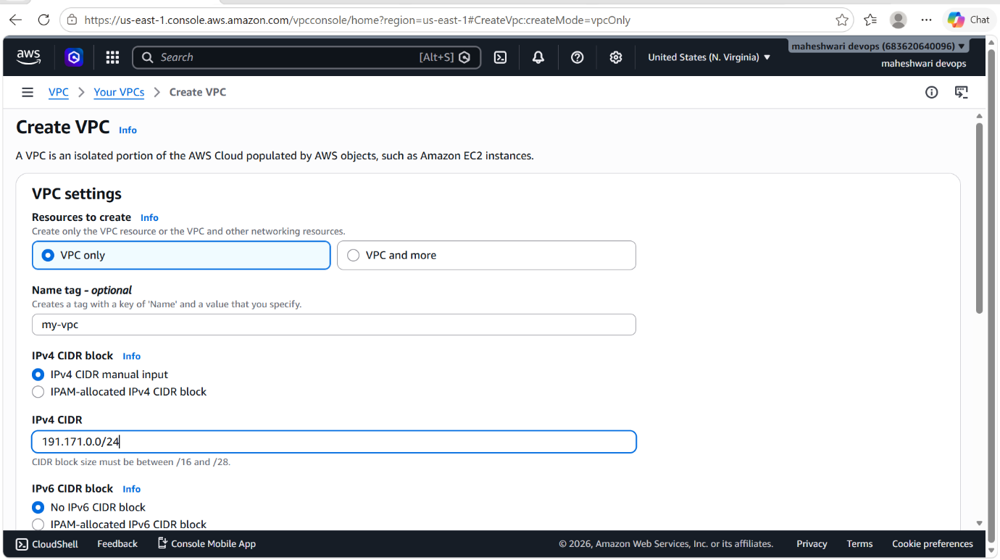 https://us-east-1.console.aws.amazon.com/vpcconsole/home?region=us-east-1#CreateVpc:createMode=vpcOnly
Chat
aws
Search
[Alt+S]
United States (N. Virginia)
maheshwari devops (683620640096)
maheshwari devops
VPC
Your VPCs
Create VPC
Create VPC Info
A VPC is an isolated portion of the AWS Cloud populated by AWS objects, such as Amazon EC2 instances.
VPC settings
Resources to create Info
Create only the VPC resource or the VPC and other networking resources.
VPC only
VPC and more
Name tag - optional
Creates a tag with a key of 'Name' and a value that you specify.
my-vpc
IPv4 CIDR block Info
IPv4 CIDR manual input
IPAM-allocated IPv4 CIDR block
IPv4 CIDR
191.171.0.0/24
CIDR block size must be between /16 and /28.
IPv6 CIDR block Info
No IPv6 CIDR block
IPAM-allocated IPv6 CIDR block
CloudShell
Feedback
Console Mobile App
© 2026, Amazon Web Services, Inc. or its affiliates.
Privacy
Terms
Cookie preferences